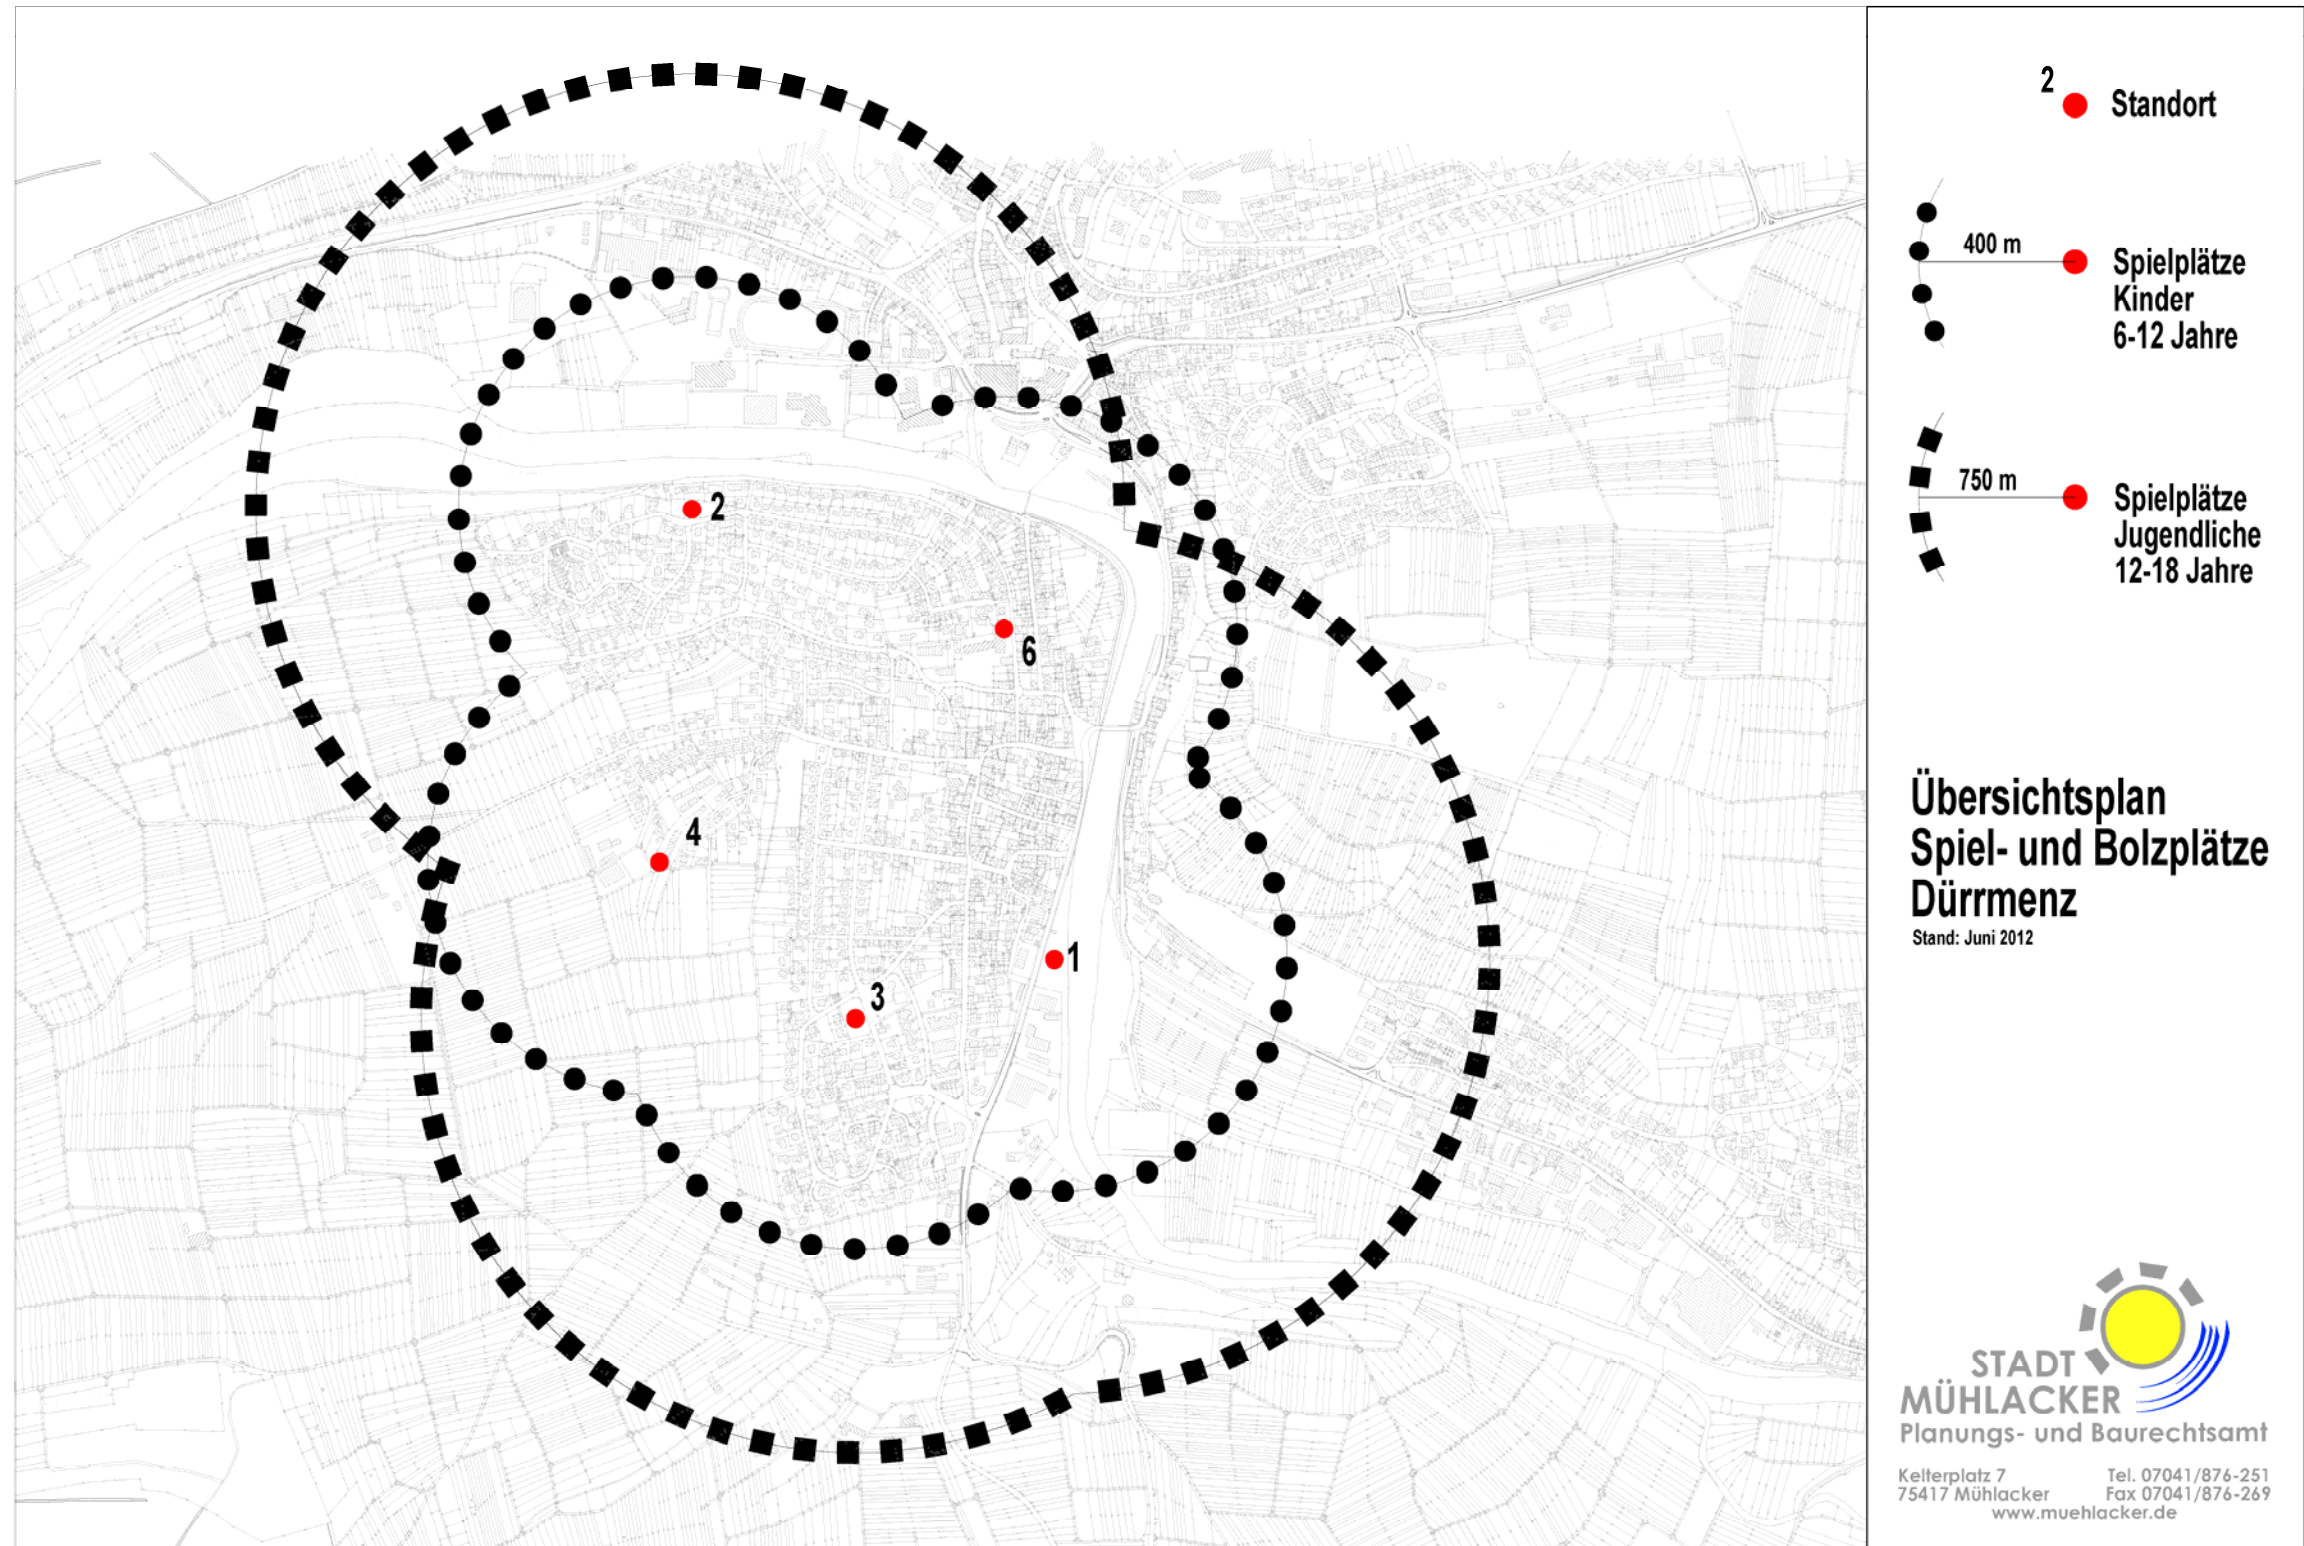 2
6
4
1
3
2
Standort
400 m
Spielplätze
Kinder
6-12 Jahre
750 m
Spielplätze
Jugendliche
12-18 Jahre
Übersichtsplan
Spiel- und Bolzplätze
Dürrmenz
Stand: Juni 2012
STADT
MÜHLACKER
Planungs- und Baurechtsamt
Kelterplatz 7 Tel. 07041/876-251
75417 Mühlacker Fax 07041/876-269
www.muehlacker.de